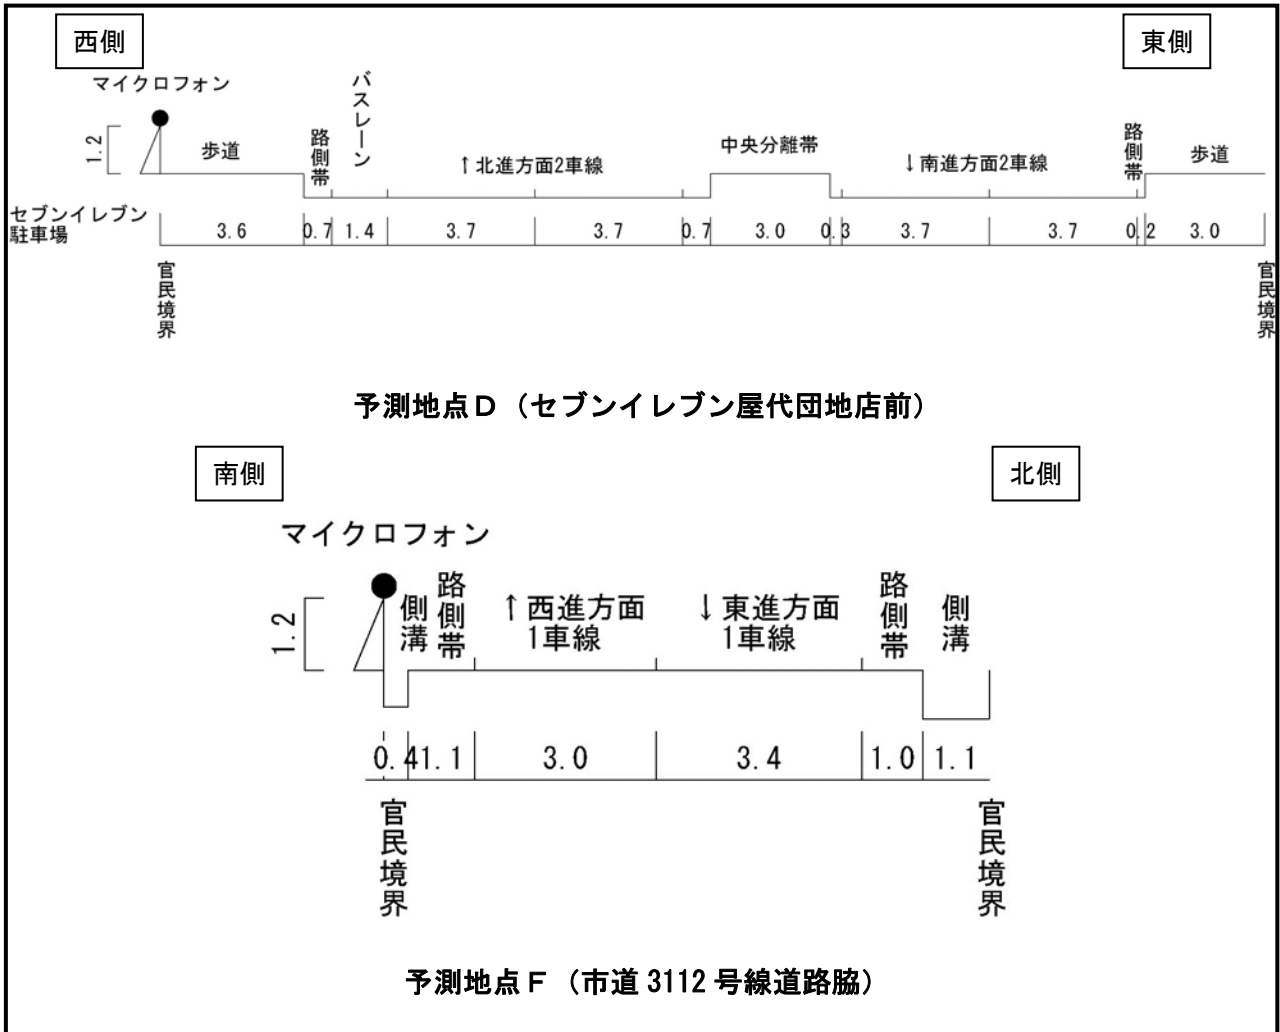 西側
東側
マイクロフォン
バスレーン
1.2
歩道
路側帯
↑北進方面2車線
中央分離帯
↓南進方面2車線
路側帯
歩道
セブンイレブン
駐車場
3.6
0.7
1.4
3.7
3.7
0.7
3.0
0.3
3.7
3.7
0.2
3.0
官民境界
官民境界
予測地点D（セブンイレブン屋代団地店前）
南側
北側
マイクロフォン
1.2
側溝
路側帯
↑西進方面
1車線
↓東進方面
1車線
路側帯
側溝
0.4
1.1
3.0
3.4
1.0
1.1
官民境界
官民境界
予測地点F（市道3112号線道路脇）